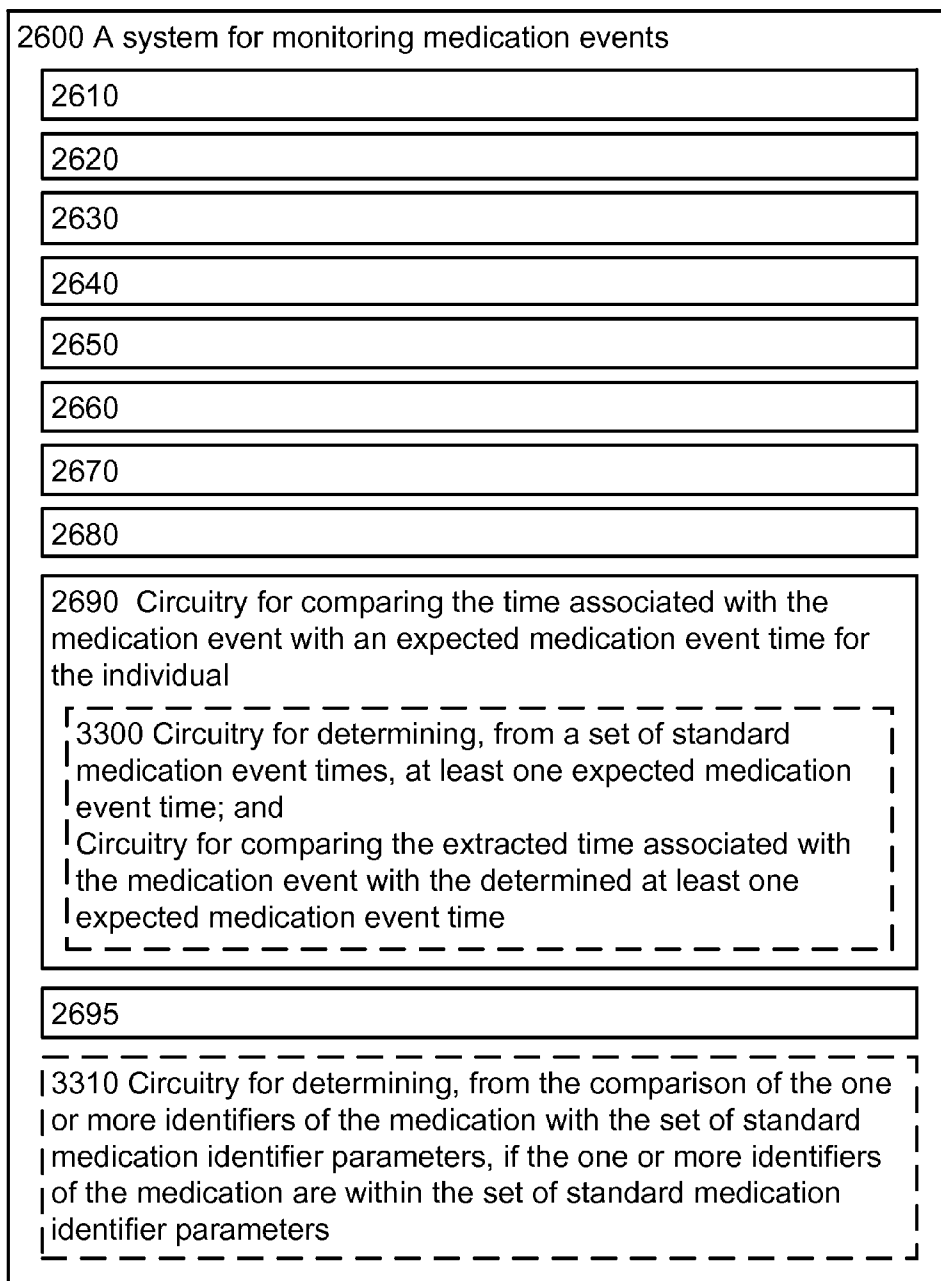 2600 A system for monitoring medication events
2610
2620
2630
2640
2650
2660
2670
2680
2690 Circuitry for comparing the time associated with the
medication event with an expected medication event time for
the individual
3300 Circuitry for determining, from a set of standard
medication event times, at least one expected medication
event time; and
Circuitry for comparing the extracted time associated with
the medication event with the determined at least one
expected medication event time
2695
3310 Circuitry for determining, from the comparison of the one
or more identifiers of the medication with the set of standard
medication identifier parameters, if the one or more identifiers
of the medication are within the set of standard medication
identifier parameters